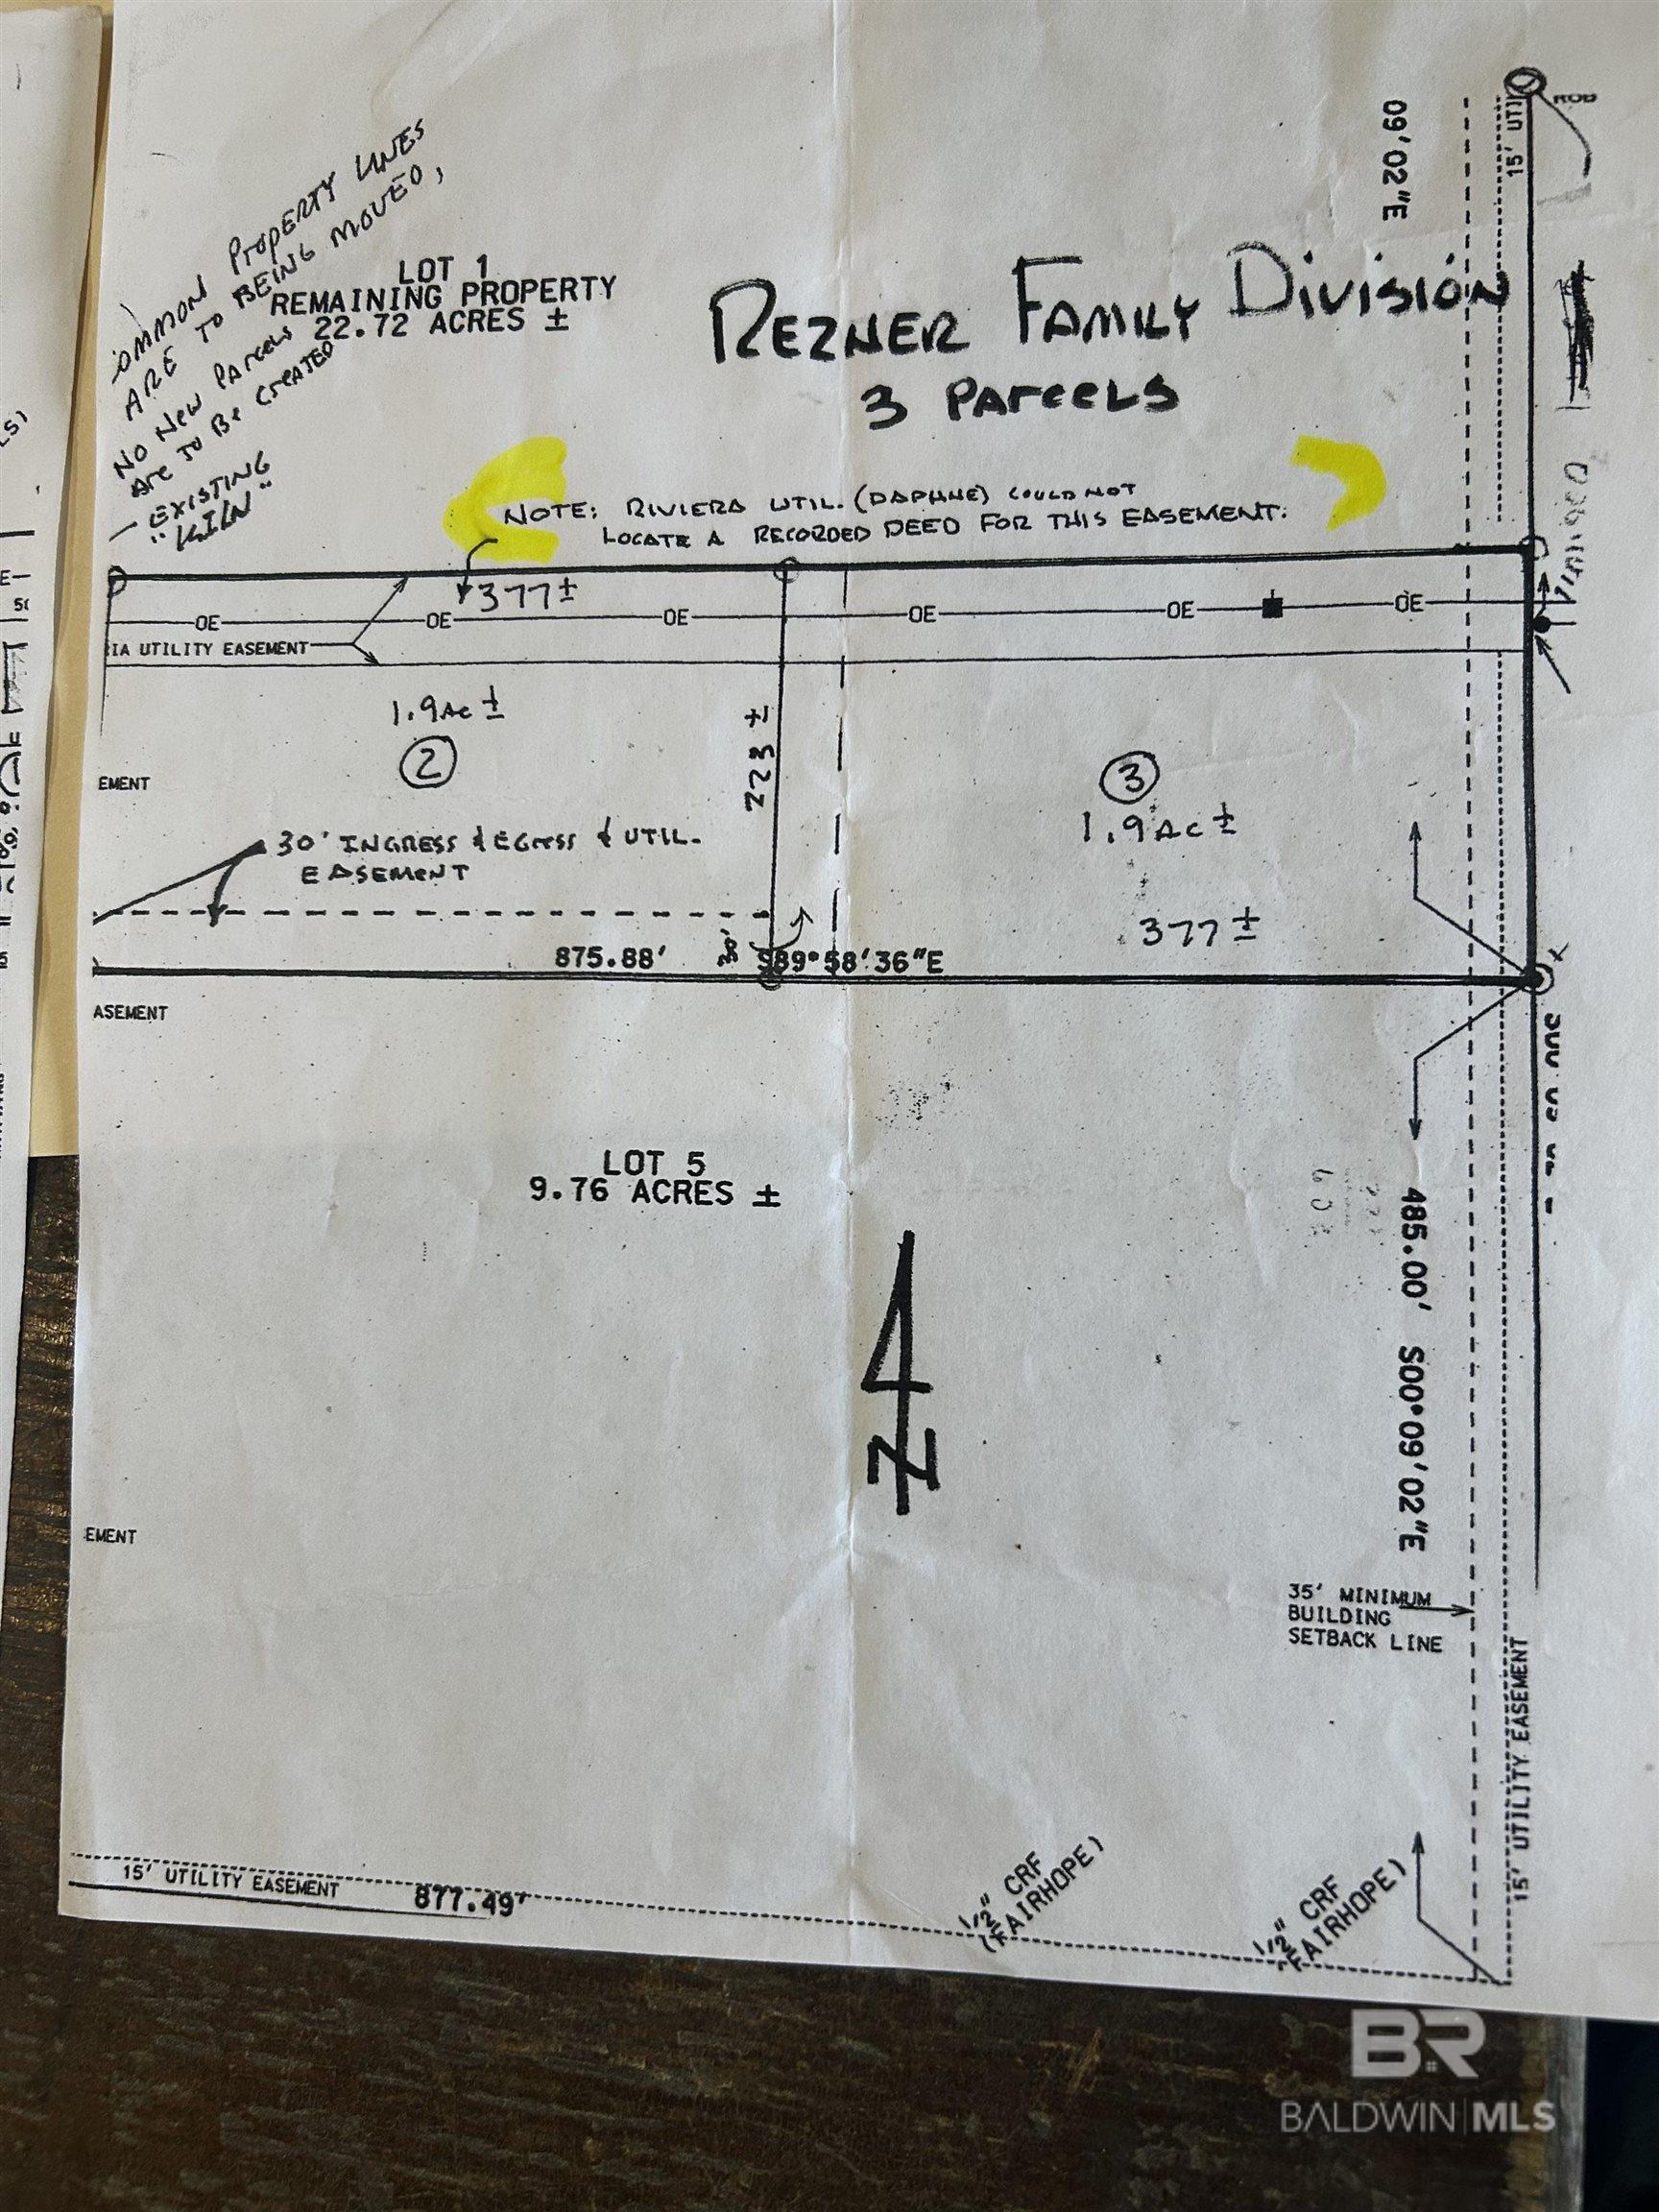 PROPERTY LINES
ARE TO BEING MOVED,
NO NEW PArcels
Are To Be CreATED
- EXISTING
"KILN"
LOT 1
REMAINING PROPERTY
22.72 ACRES ±
REZNER FAMILY DIVISION
3 PArcELS
09'02"E
15' UTI
ROD
NOTE: RIVIERA UTIL. (DAPHNE) COULD NOT
LOCATE A RECORDED DEED FOR THIS EASEMENT.
377±
OE
OE
OE
OE
OE
OE
IA UTILITY EASEMENT
1.9Ac ±
2
223 ±
3
1.9Ac ±
EMENT
30' INGRESS & EGrESS & UTIL.
EASEMENT
377 ±
875.88'
30'
S89°58'36"E
ASEMENT
LOT 5
9.76 ACRES ±
485.00' S00°09'02"E
N
EMENT
35' MINIMUM
BUILDING
SETBACK LINE
15' UTILITY EASEMENT
15' UTILITY EASEMENT
877.49'
1/2" CRF
(FAIRHOPE)
1/2" CRF
FAIRHOPE)
BR
BALDWIN|MLS